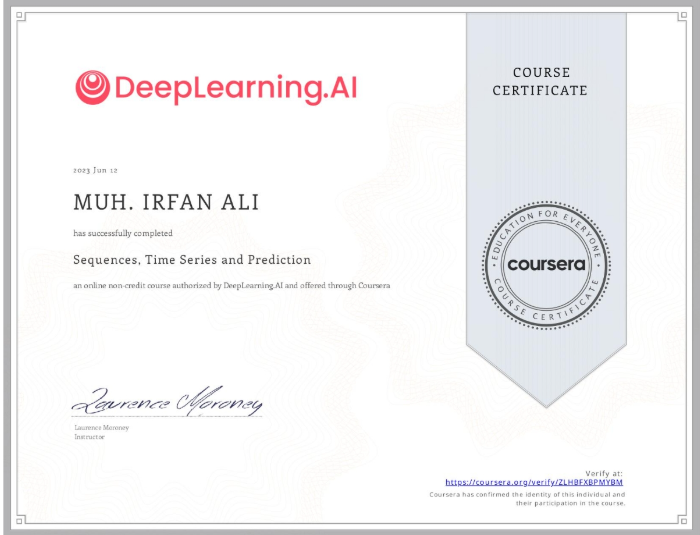 DeepLearning.AI
COURSE
CERTIFICATE
2023 Jun 12
MUH. IRFAN ALI
has successfully completed
Sequences, Time Series and Prediction
an online non-credit course authorized by DeepLearning.AI and offered through Coursera
EDUCATION FOR EVERYONE
coursera
COURSE CERTIFICATE
Laurence Moroney
Laurence Moroney
Instructor
Verify at:
https://coursera.org/verify/ZLHBFXBPMYBM
Coursera has confirmed the identity of this individual and
their participation in the course.